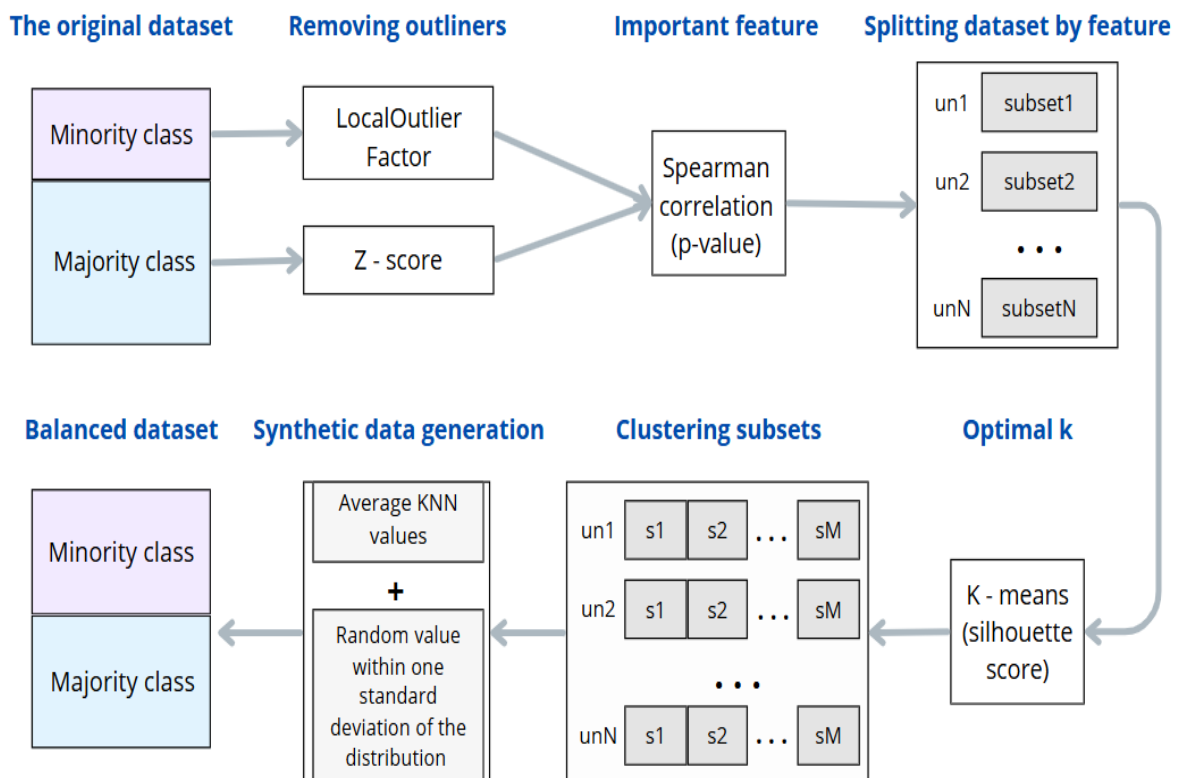 The original dataset
Removing outliners
Important feature
Splitting dataset by feature
Minority class
Majority class
LocalOutlier
Factor
Z - score
Spearman
correlation
(p-value)
un1 subset1
un2 subset2
• • •
unN subsetN
Balanced dataset
Synthetic data generation
Clustering subsets
Optimal k
Minority class
Majority class
Average KNN
values
+
Random value
within one
standard
deviation of the
distribution
un1 s1 s2 • • • sM
un2 s1 s2 • • • sM
• • •
unN s1 s2 • • • sM
K - means
(silhouette
score)